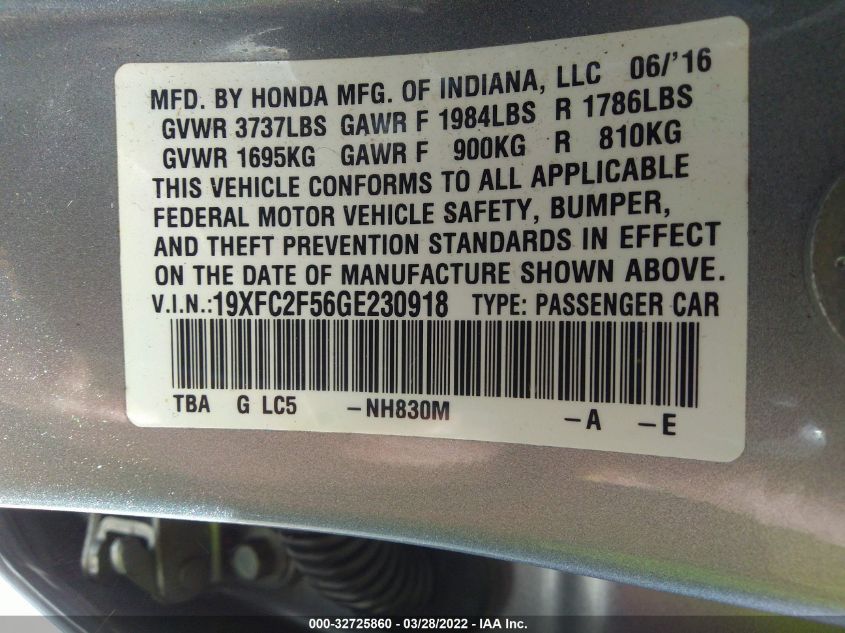 MFD. BY HONDA MFG. OF INDIANA, LLC 06/'16
GVWR 3737LBS GAWR F 1984LBS R 1786LBS
GVWR 1695KG GAWR F 900KG R 810KG
THIS VEHICLE CONFORMS TO ALL APPLICABLE
FEDERAL MOTOR VEHICLE SAFETY, BUMPER,
AND THEFT PREVENTION STANDARDS IN EFFECT
ON THE DATE OF MANUFACTURE SHOWN ABOVE.
V.I.N.:19XFC2F56GE230918 TYPE: PASSENGER CAR
TBA G LC5 -NH830M -A -E
000-32725860 - 03/28/2022 - IAA Inc.